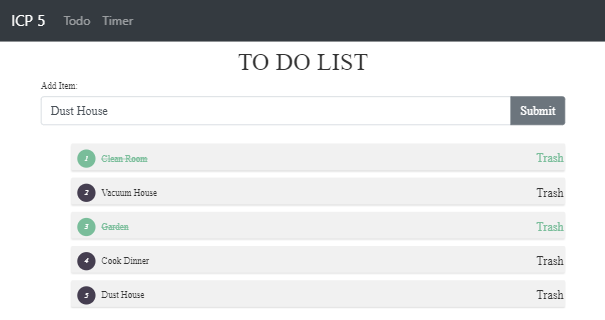 ICP 5 Todo Timer
TO DO LIST
Add Item:
Dust House Submit
1 Clean Room Trash
2 Vacuum House Trash
3 Garden Trash
4 Cook Dinner Trash
5 Dust House Trash